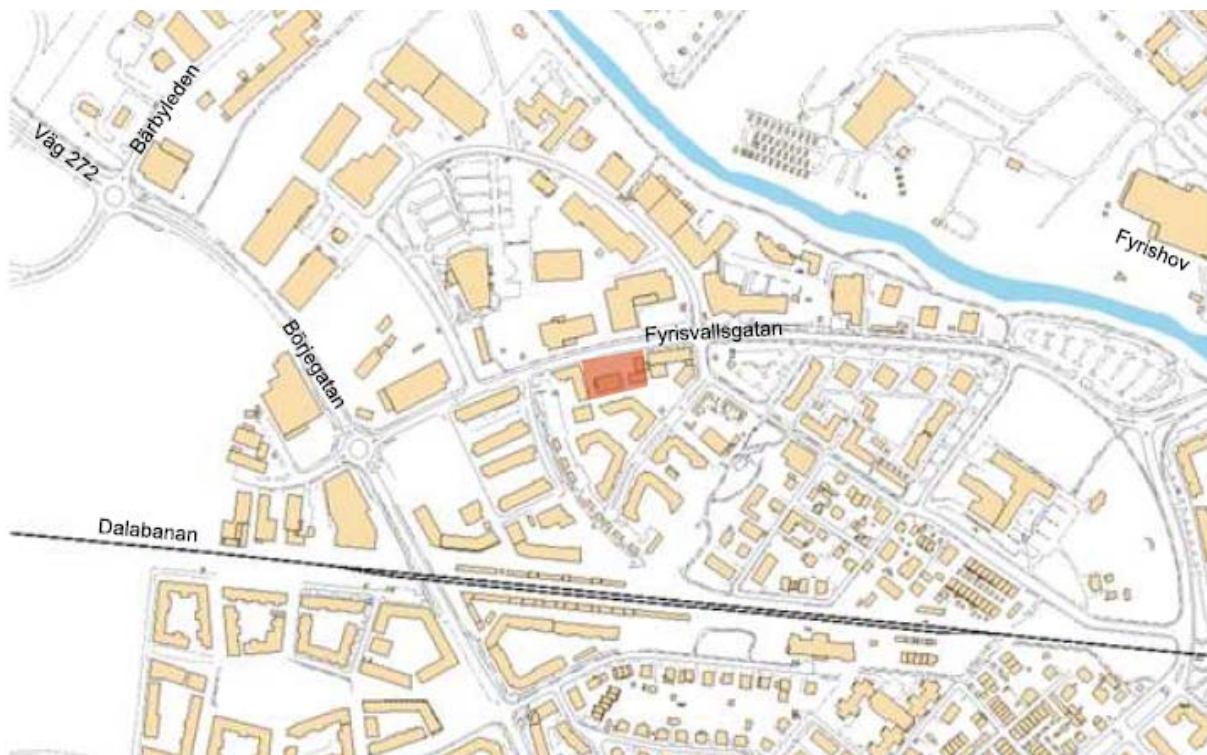 Bärbyleden
Väg 272
Fyrishov
Fyrisvallsgatan
Börjegatan
Dalabanan